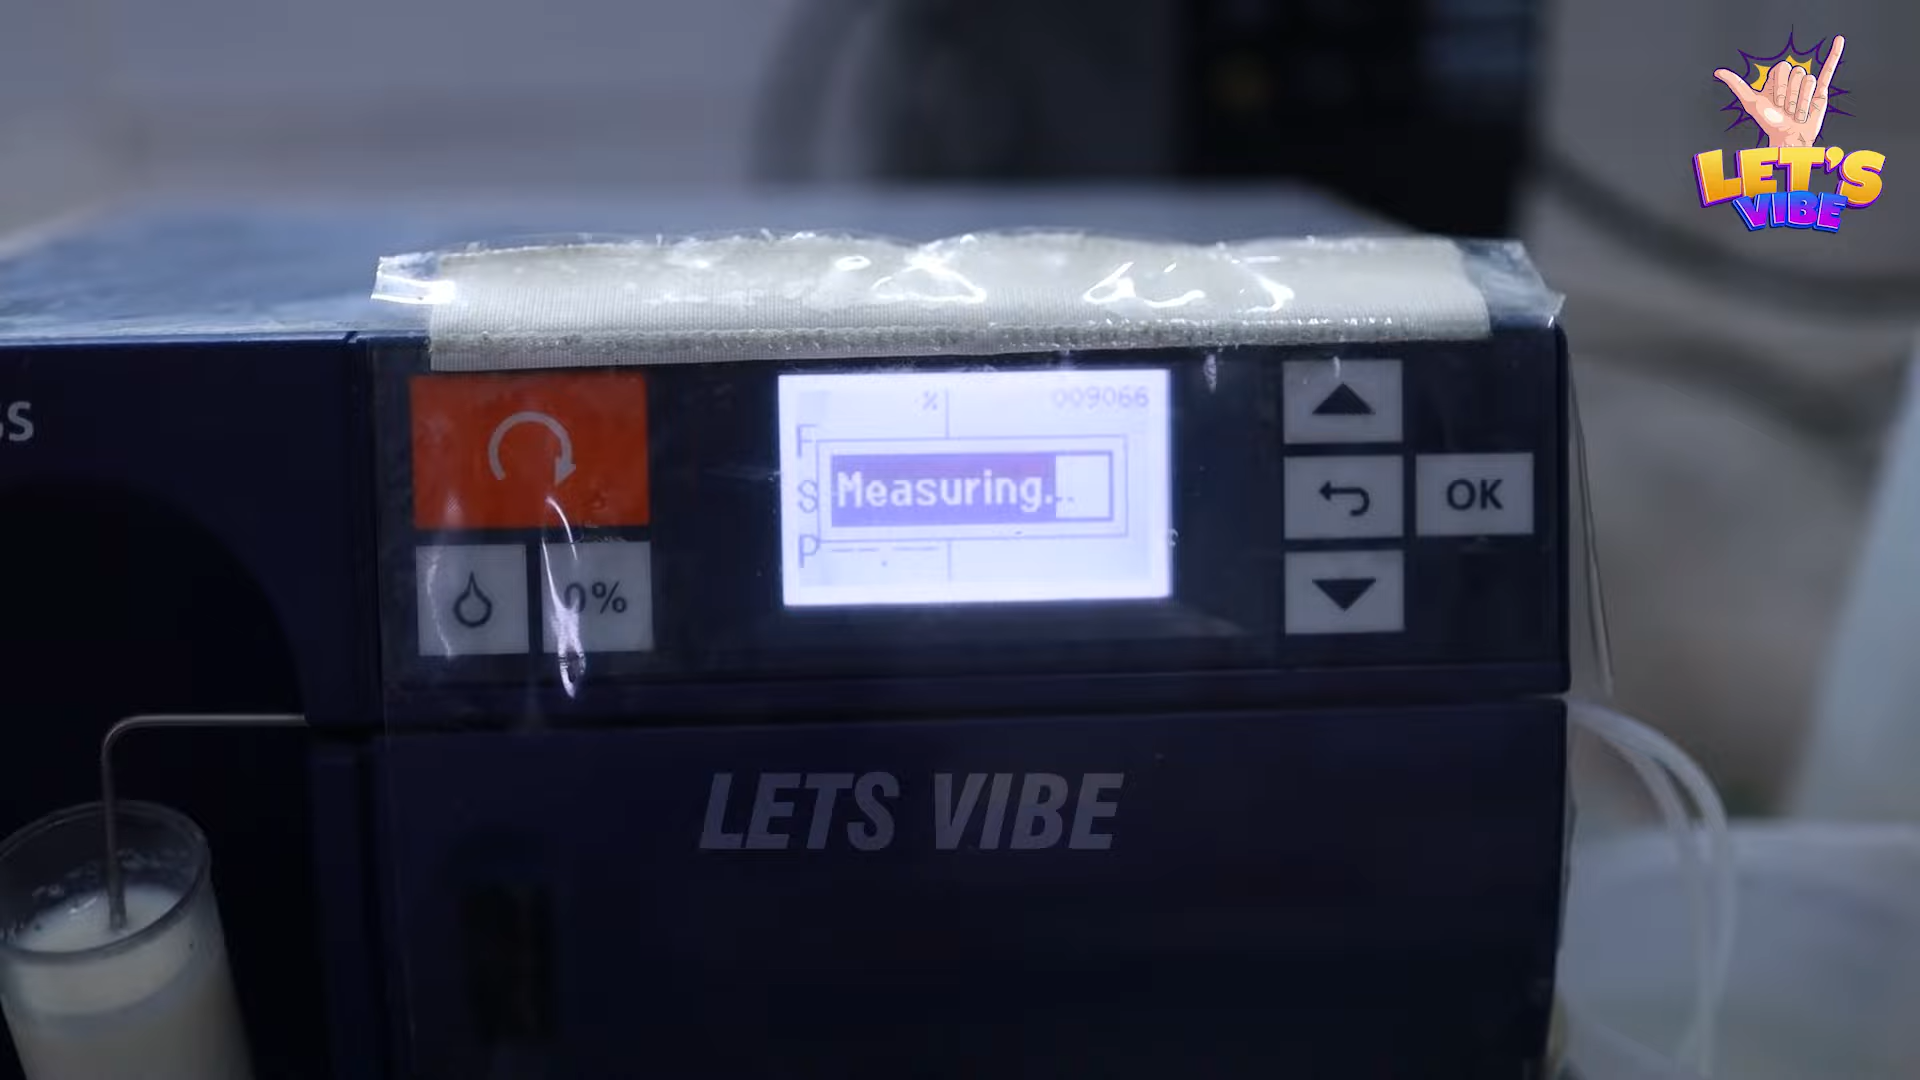 LET'S
VIBE
% 009066
F
S
P
Measuring...
OK
0%
LETS VIBE